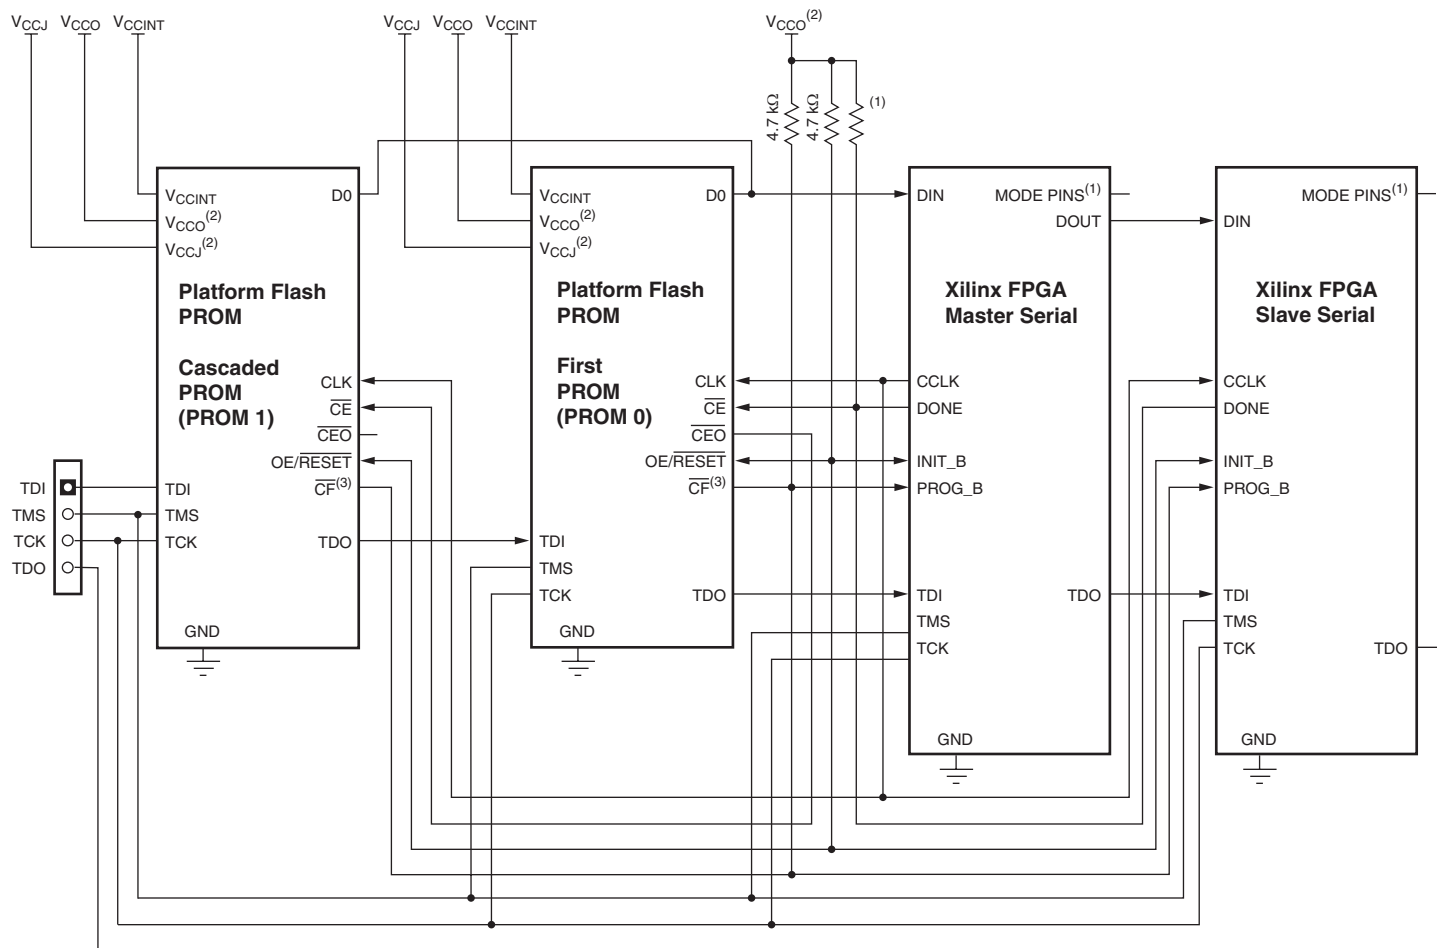 VCCJ VCCO VCCINT
VCCJ VCCO VCCINT
VCCO(2)
4.7 kΩ
4.7 kΩ
(1)
VCCINT
VCCO(2)
VCCJ(2)
D0
Platform Flash
PROM
Cascaded
PROM
(PROM 1)
CLK
CE
CEO
OE/RESET
CF(3)
TDI
TMS
TCK
TDO
GND
TDI
TMS
TCK
TDO
VCCINT
VCCO(2)
VCCJ(2)
D0
Platform Flash
PROM
First
PROM
(PROM 0)
CLK
CE
CEO
OE/RESET
CF(3)
TDI
TMS
TCK
TDO
GND
DIN
MODE PINS(1)
DOUT
Xilinx FPGA
Master Serial
CCLK
DONE
INIT_B
PROG_B
TDI
TMS
TCK
TDO
GND
MODE PINS(1)
DIN
Xilinx FPGA
Slave Serial
CCLK
DONE
INIT_B
PROG_B
TDI
TMS
TCK
TDO
GND